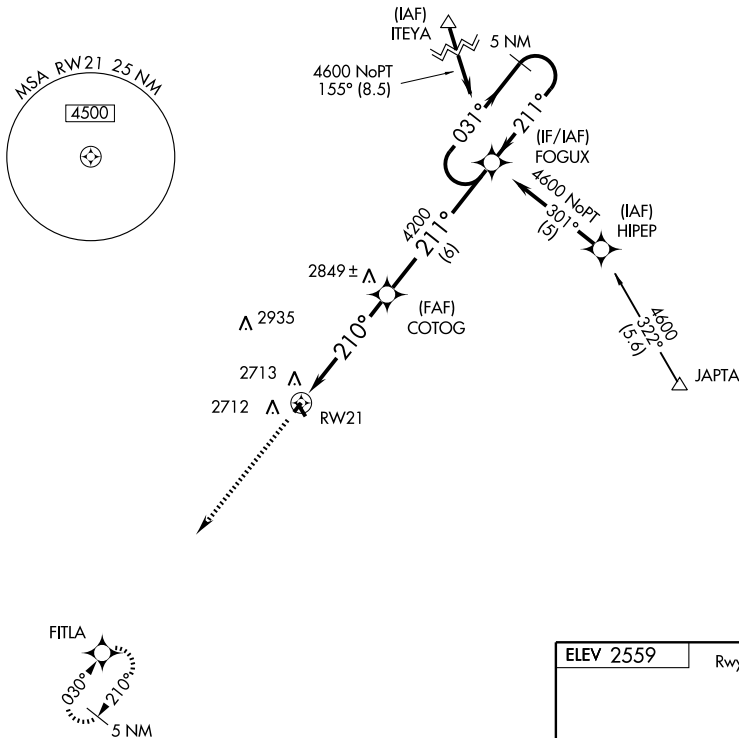 MSA RW21 25 NM
4500
(IAF)
ITEYA
4600 NoPT
155° (8.5)
5 NM
031°
211°
(IF/IAF)
FOGUX
4600 NoPT
301°
(5)
(IAF)
HIPEP
4200
211°
(6)
2849 ±
(FAF)
COTOG
4600
322°
(5.6)
JAPTA
2935
210°
2713
2712
RW21
FITLA
030°
210°
5 NM
ELEV 2559
Rwy